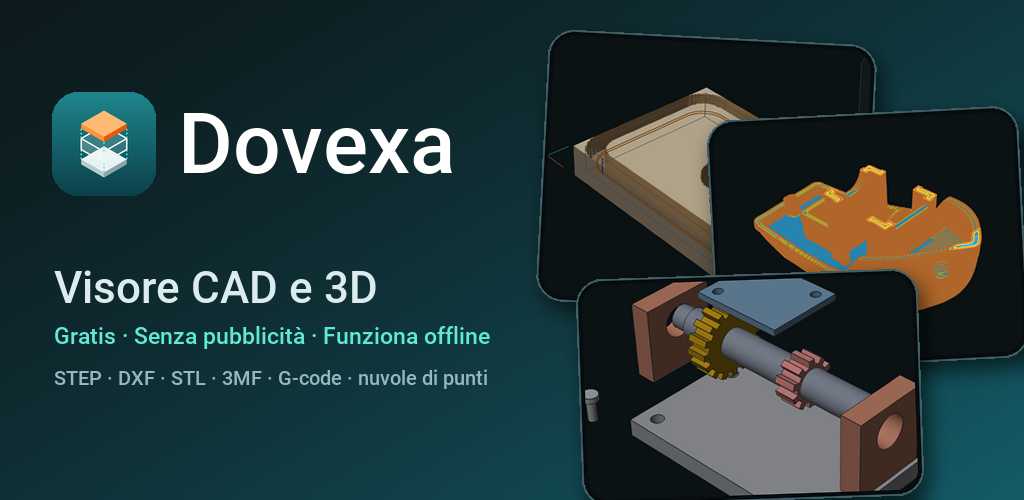 Dovexa
Visore CAD e 3D
Gratis · Senza pubblicità · Funziona offline
STEP · DXF · STL · 3MF · G-code · nuvole di punti